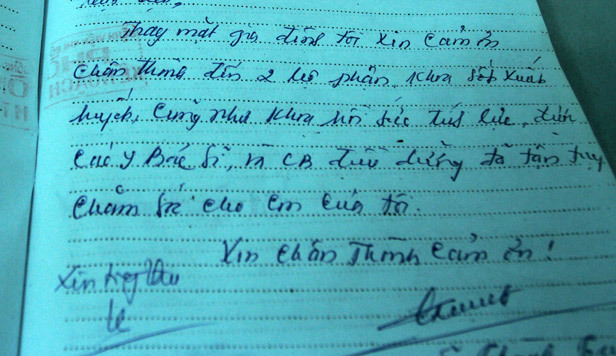 Thay mặt gia đình tôi xin cảm ơn
chân thành đến 2 bộ phận khoa sốt xuất
huyết, cũng như khoa hồi sức tích cực, đến
các y Bác sĩ, và CB điều dưỡng đã tận tụy
chăm sóc cho em của tôi.
Xin chân thành cảm ơn!